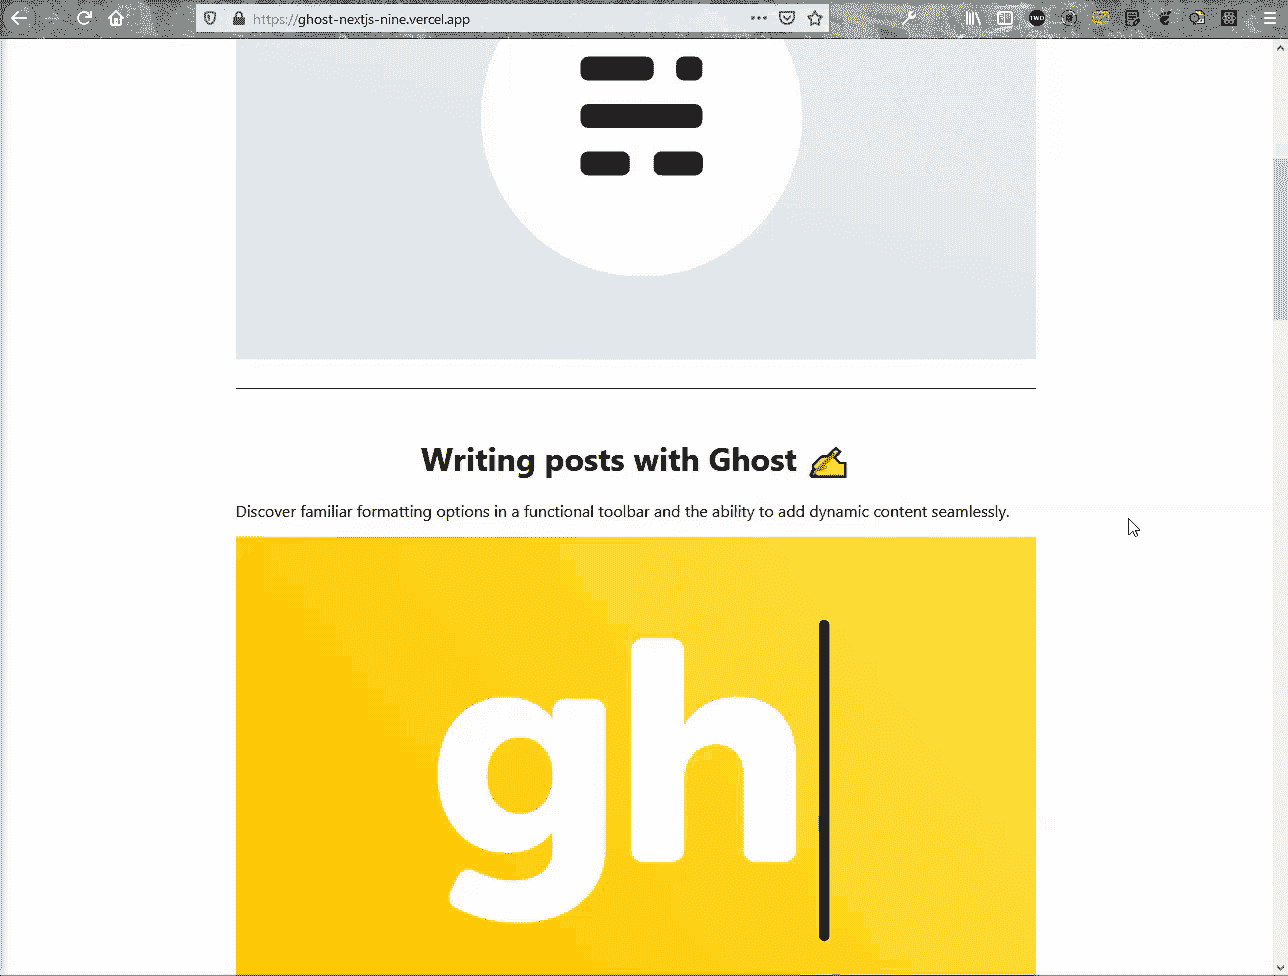 https://ghost-nextjs-nine.vercel.app
TWD
Writing posts with Ghost ✍
Discover familiar formatting options in a functional toolbar and the ability to add dynamic content seamlessly.
gh